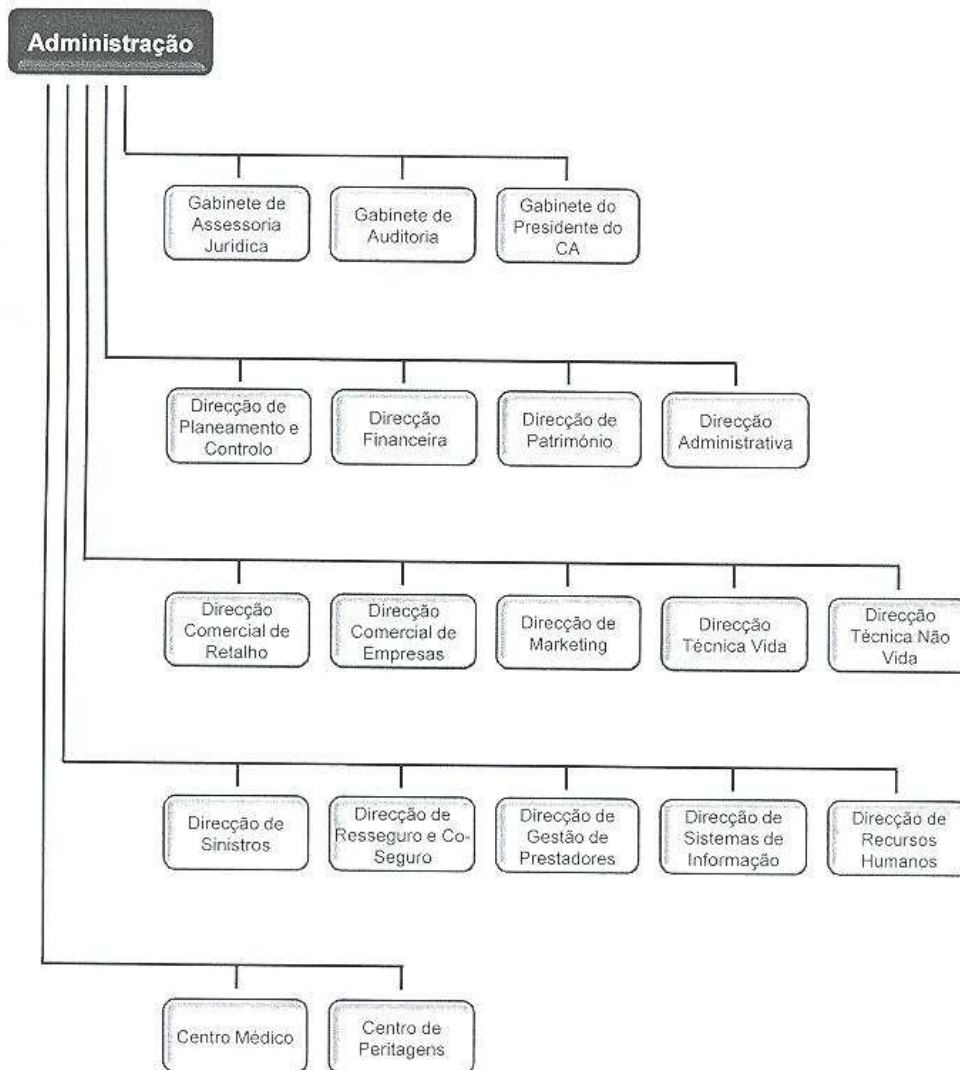 Administração
Gabinete de
Assessoria
Juridica
Gabinete de
Auditoria
Gabinete do
Presidente do
CA
Direcção de
Planeamento e
Controlo
Direcção
Financeira
Direcção de
Património
Direcção
Administrativa
Direcção
Comercial de
Retalho
Direcção
Comercial de
Empresas
Direcção de
Marketing
Direcção
Técnica Vida
Direcção
Técnica Não
Vida
Direcção de
Sinistros
Direcção de
Resseguro e Co-
Seguro
Direcção de
Gestão de
Prestadores
Direcção de
Sistemas de
Informação
Direcção de
Recursos
Humanos
Centro Médico
Centro de
Peritagens